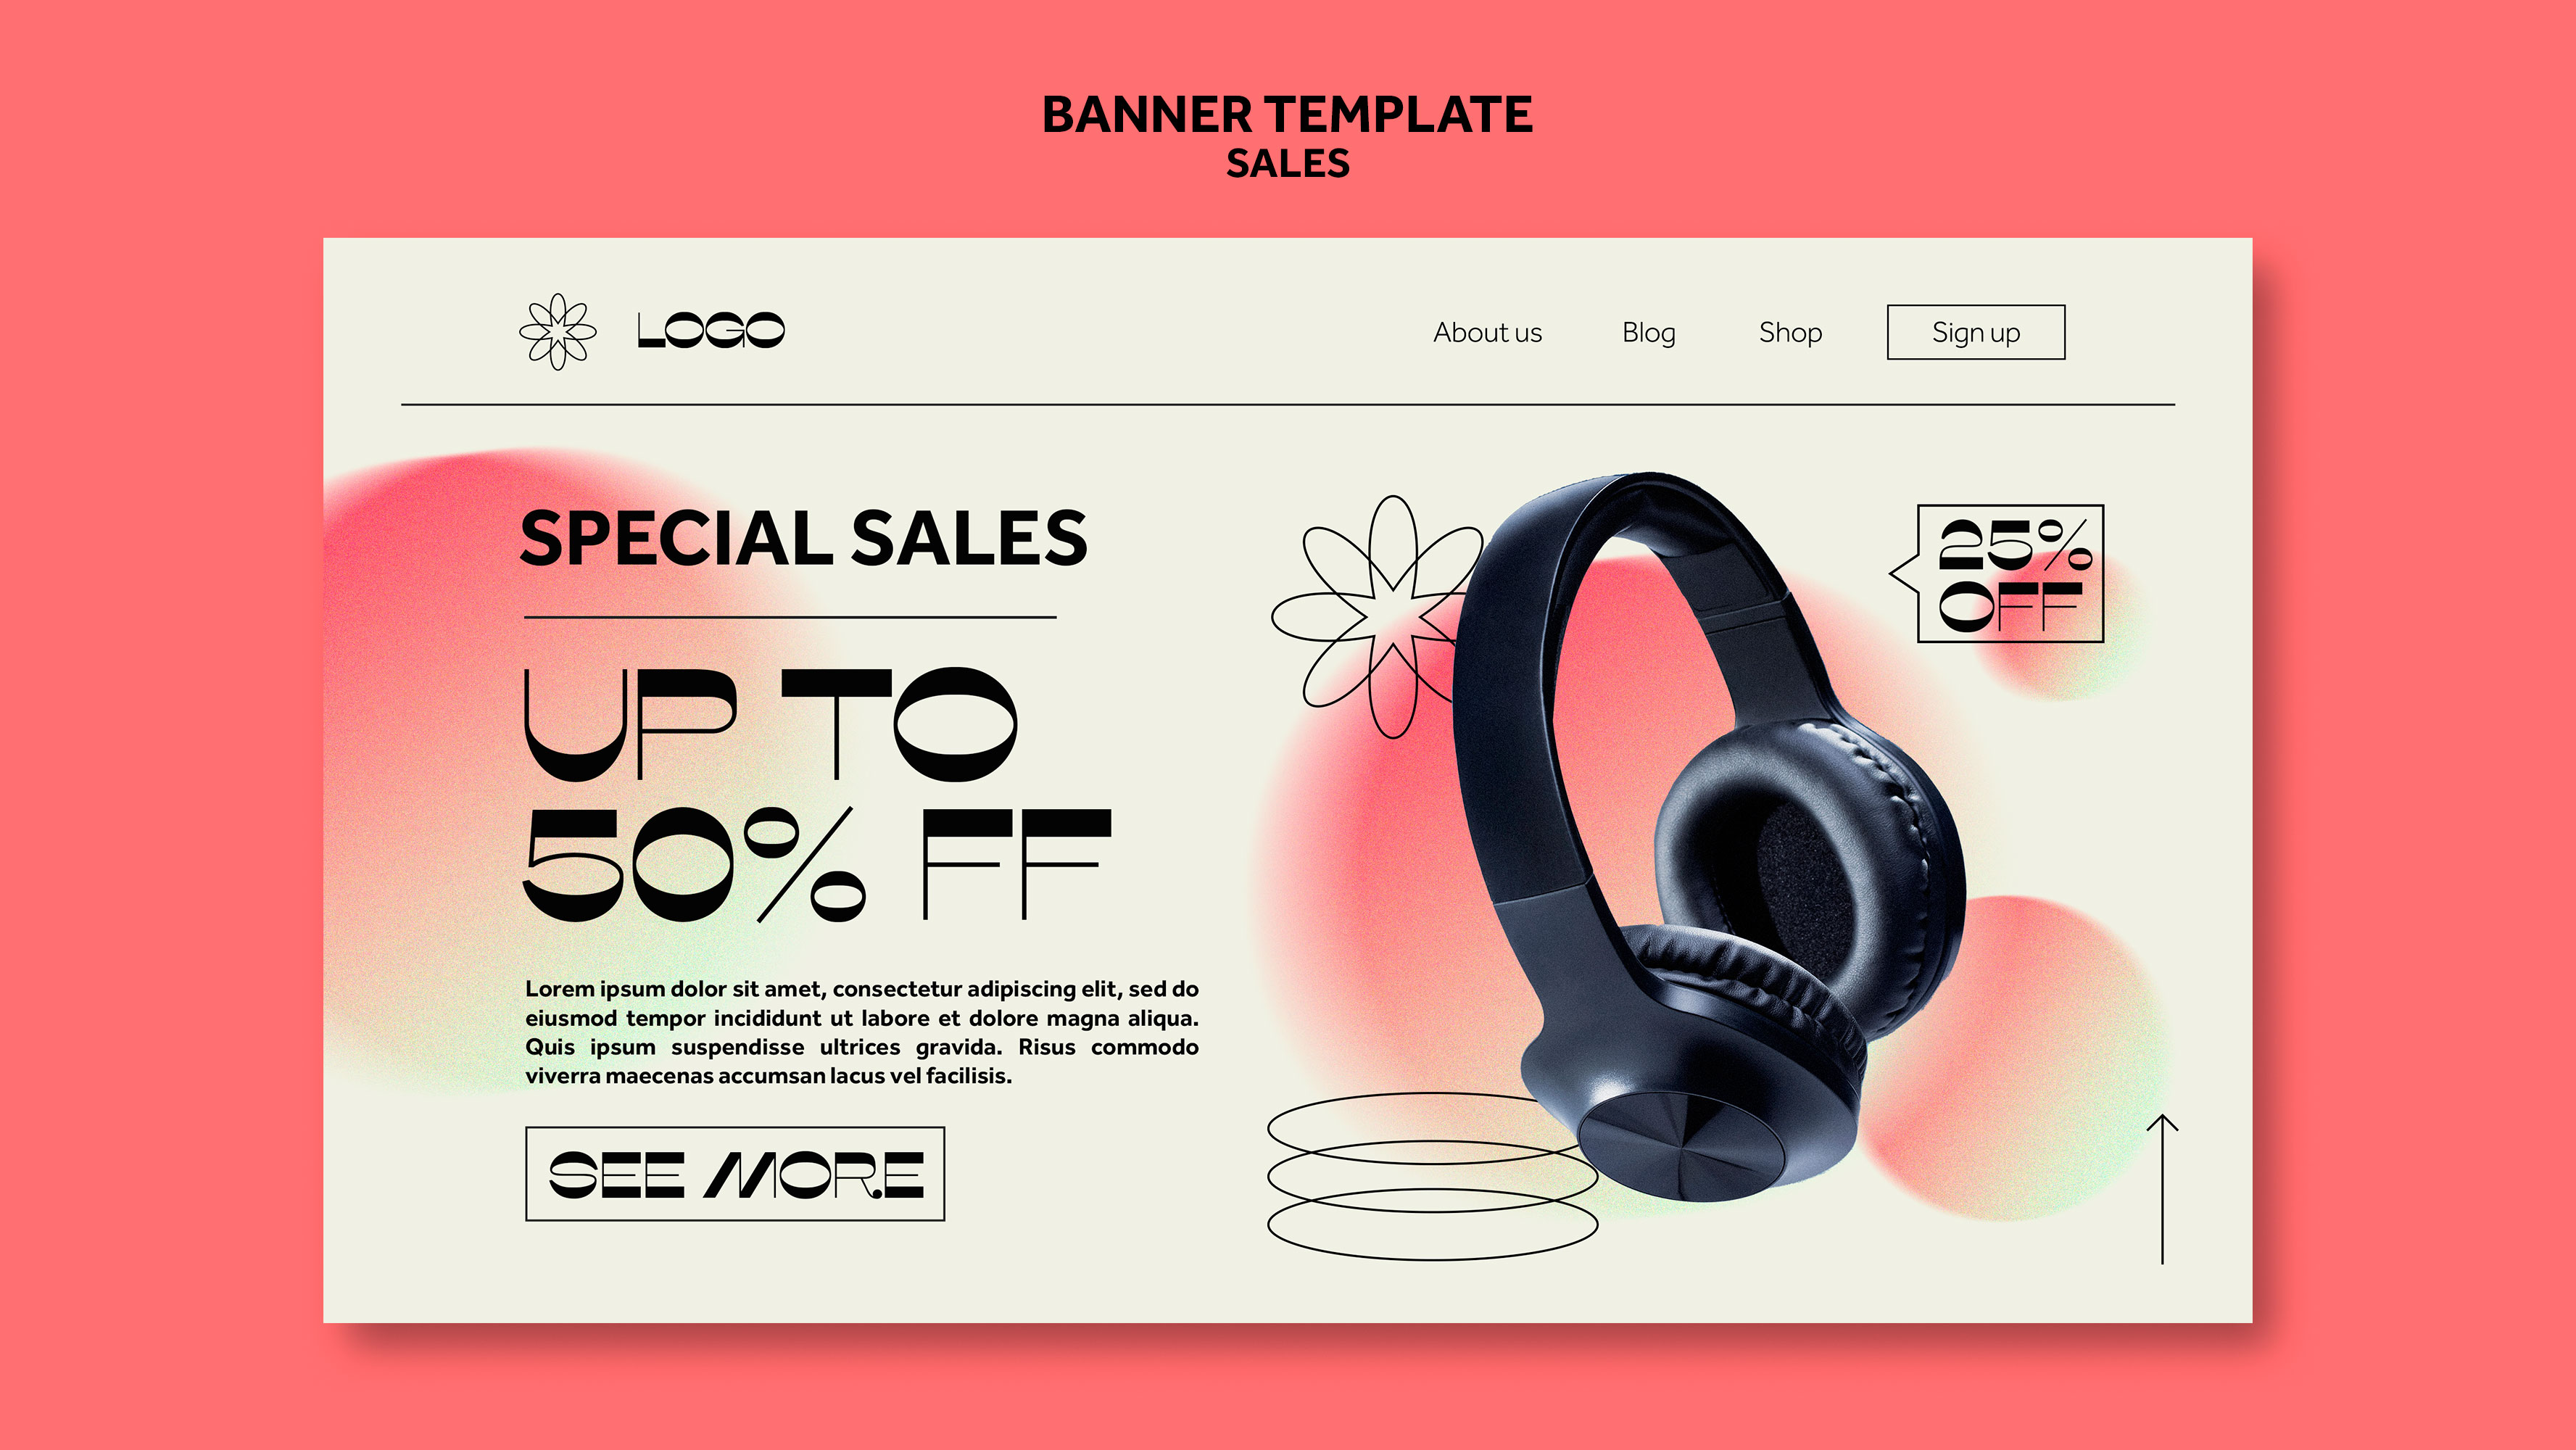 BANNER TEMPLATE
SALES
LOGO
About us Blog Shop Sign up
SPECIAL SALES
UP TO
50% FF
25%
OFF
Lorem ipsum dolor sit amet, consectetur adipiscing elit, sed do
eiusmod tempor incididunt ut labore et dolore magna aliqua.
Quis ipsum suspendisse ultrices gravida. Risus commodo
viverra maecenas accumsan lacus vel facilisis.
SEE MORE